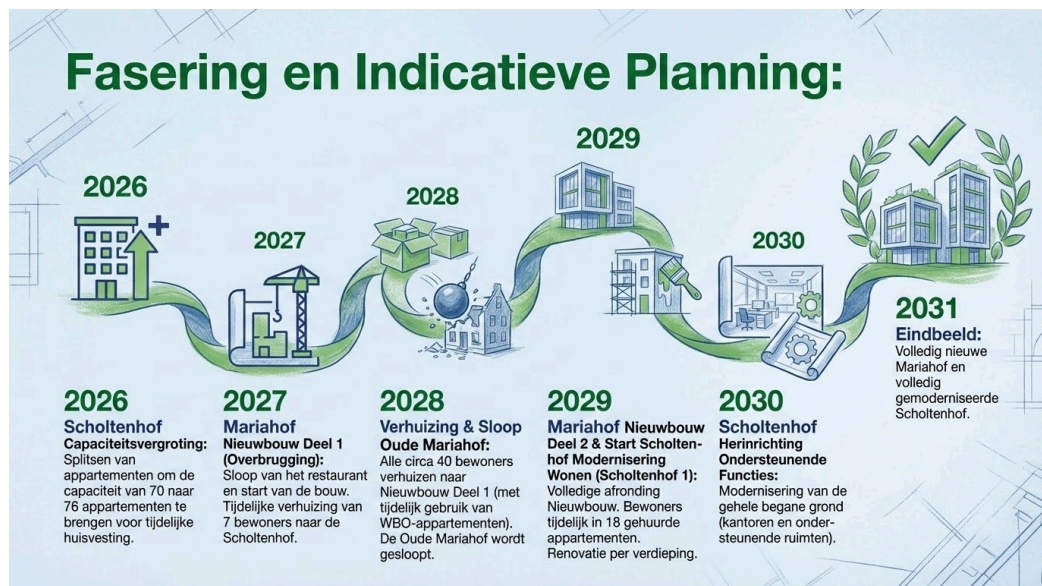 Fasering en Indicatieve Planning:
2026
2027
2028
2029
2030
2026
Scholtenhof
Capaciteitsvergroting:
Splitsen van
appartementen om de
capaciteit van 70 naar
76 appartementen te
brengen voor tijdelijke
huisvesting.
2027
Mariahof
Nieuwbouw Deel 1
(Overbrugging):
Sloop van het restaurant
en start van de bouw.
Tijdelijke verhuizing van
7 bewoners naar de
Scholtenhof.
2028
Verhuizing & Sloop
Oude Mariahof:
Alle circa 40 bewoners
verhuizen naar
Nieuwbouw Deel 1 (met
tijdelijk gebruik van
WBO-appartementen).
De Oude Mariahof wordt
gesloopt.
2029
Mariahof Nieuwbouw
Deel 2 & Start Scholten-
hof Modernisering
Wonen (Scholtenhof 1):
Volledige afronding
Nieuwbouw. Bewoners
tijdelijk in 18 gehuurde
appartementen.
Renovatie per verdieping.
2030
Scholtenhof
Herinrichting
Ondersteunende
Functies:
Modernisering van de
gehele begane grond
(kantoren en onder-
steunende ruimten).
2031
Eindbeeld:
Volledig nieuwe
Mariahof en
volledig
gemoderniseerde
Scholtenhof.